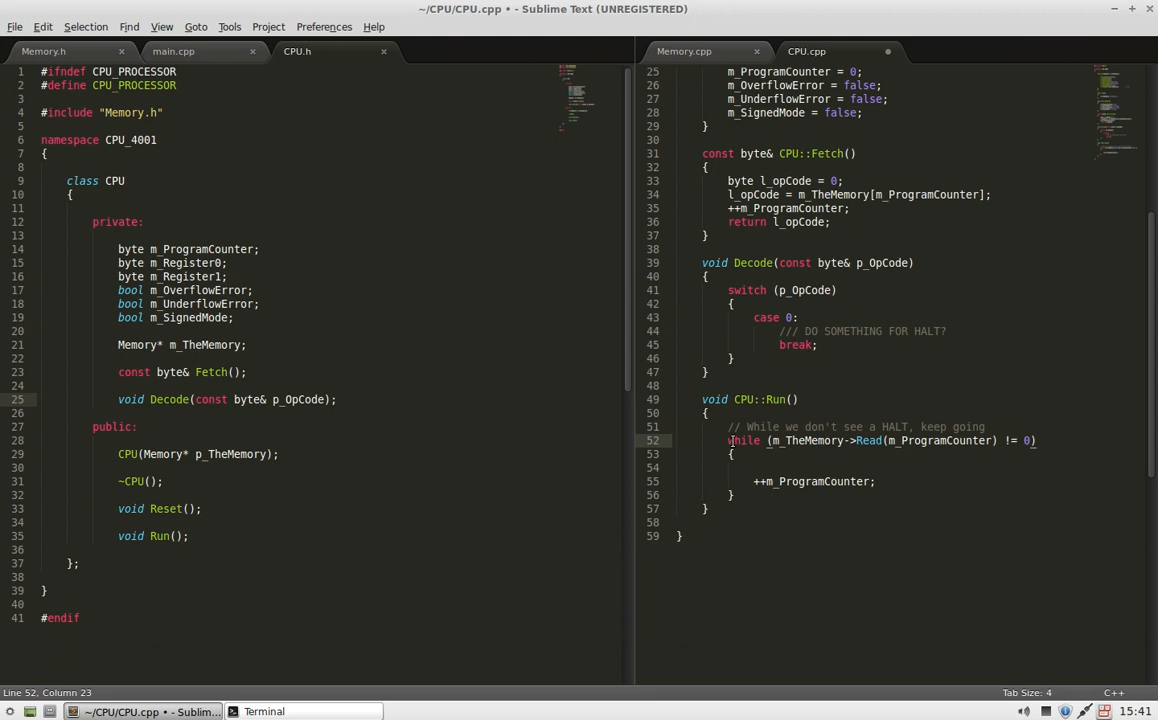 ~/CPU/CPU.cpp • - Sublime Text (UNREGISTERED)
File Edit Selection Find View Goto Tools Project Preferences Help
Memory.h × main.cpp × CPU.h ×
1 #ifndef CPU_PROCESSOR
2 #define CPU_PROCESSOR
3
4 #include "Memory.h"
5
6 namespace CPU_4001
7 {
8
9 class CPU
10 {
11
12 private:
13
14 byte m_ProgramCounter;
15 byte m_Register0;
16 byte m_Register1;
17 bool m_OverflowError;
18 bool m_UnderflowError;
19 bool m_SignedMode;
20
21 Memory* m_TheMemory;
22
23 const byte& Fetch();
24
25 void Decode(const byte& p_OpCode);
26
27 public:
28
29 CPU(Memory* p_TheMemory);
30
31 ~CPU();
32
33 void Reset();
34
35 void Run();
36
37 };
38
39 }
40
41 #endif
Memory.cpp × CPU.cpp •
25 m_ProgramCounter = 0;
26 m_OverflowError = false;
27 m_UnderflowError = false;
28 m_SignedMode = false;
29 }
30
31 const byte& CPU::Fetch()
32 {
33 byte l_opCode = 0;
34 l_opCode = m_TheMemory[m_ProgramCounter];
35 ++m_ProgramCounter;
36 return l_opCode;
37 }
38
39 void Decode(const byte& p_OpCode)
40 {
41 switch (p_OpCode)
42 {
43 case 0:
44 /// DO SOMETHING FOR HALT?
45 break;
46 }
47 }
48
49 void CPU::Run()
50 {
51 // While we don't see a HALT, keep going
52 while (m_TheMemory->Read(m_ProgramCounter) != 0)
53 {
54
55 ++m_ProgramCounter;
56 }
57 }
58
59 }
Line 52, Column 23 Tab Size: 4 C++
~/CPU/CPU.cpp • - Sublim... Terminal 15:41